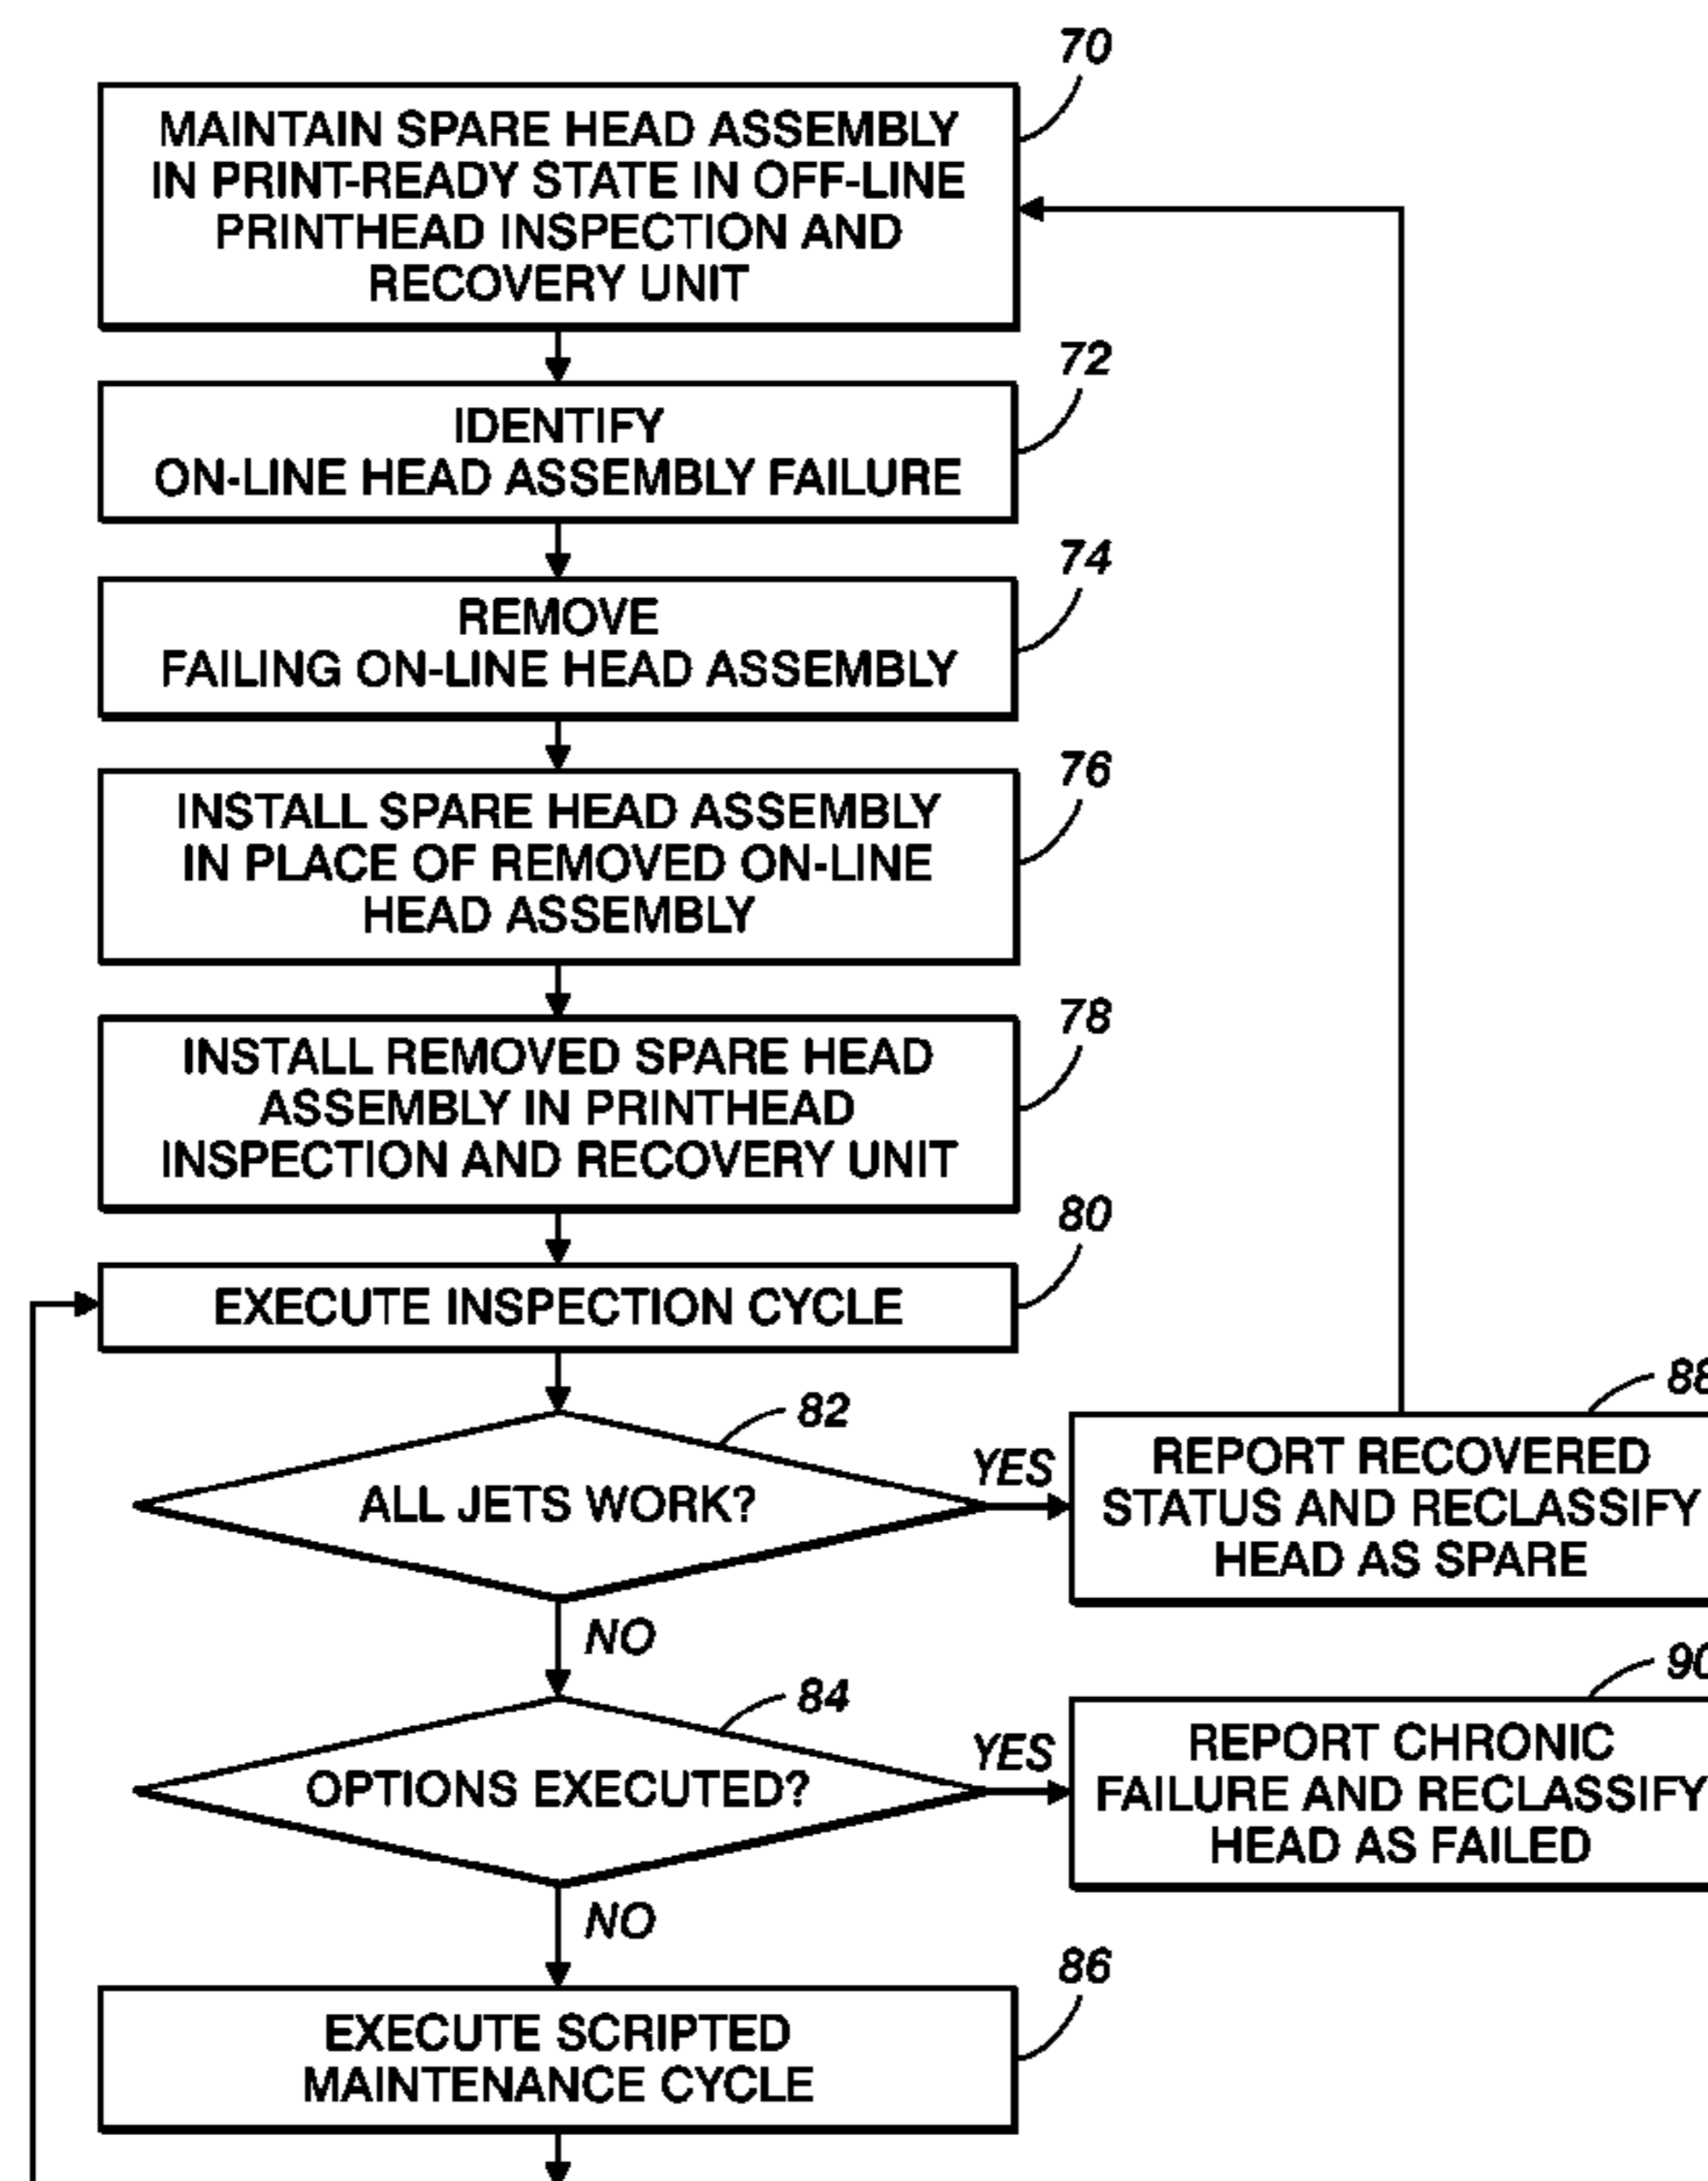 70
MAINTAIN SPARE HEAD ASSEMBLY
IN PRINT-READY STATE IN OFF-LINE
PRINTHEAD INSPECTION AND
RECOVERY UNIT
72
IDENTIFY
ON-LINE HEAD ASSEMBLY FAILURE
74
REMOVE
FAILING ON-LINE HEAD ASSEMBLY
76
INSTALL SPARE HEAD ASSEMBLY
IN PLACE OF REMOVED ON-LINE
HEAD ASSEMBLY
78
INSTALL REMOVED SPARE HEAD
ASSEMBLY IN PRINTHEAD
INSPECTION AND RECOVERY UNIT
80
EXECUTE INSPECTION CYCLE
82
ALL JETS WORK?
YES
88
REPORT RECOVERED
STATUS AND RECLASSIFY
HEAD AS SPARE
NO
84
OPTIONS EXECUTED?
YES
90
REPORT CHRONIC
FAILURE AND RECLASSIFY
HEAD AS FAILED
NO
86
EXECUTE SCRIPTED
MAINTENANCE CYCLE